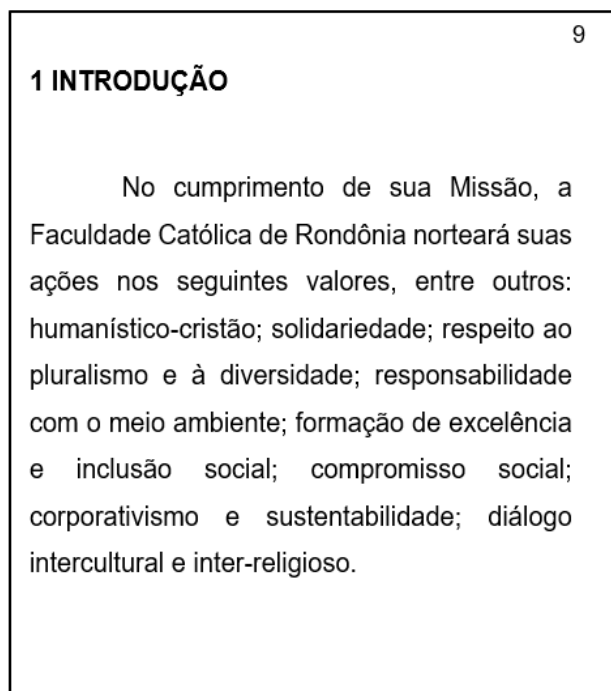 9
1 INTRODUÇÃO
No cumprimento de sua Missão, a
Faculdade Católica de Rondônia norteará suas
ações nos seguintes valores, entre outros:
humanístico-cristão; solidariedade; respeito ao
pluralismo e à diversidade; responsabilidade
com o meio ambiente; formação de excelência
e inclusão social; compromisso social;
corporativismo e sustentabilidade; diálogo
intercultural e inter-religioso.